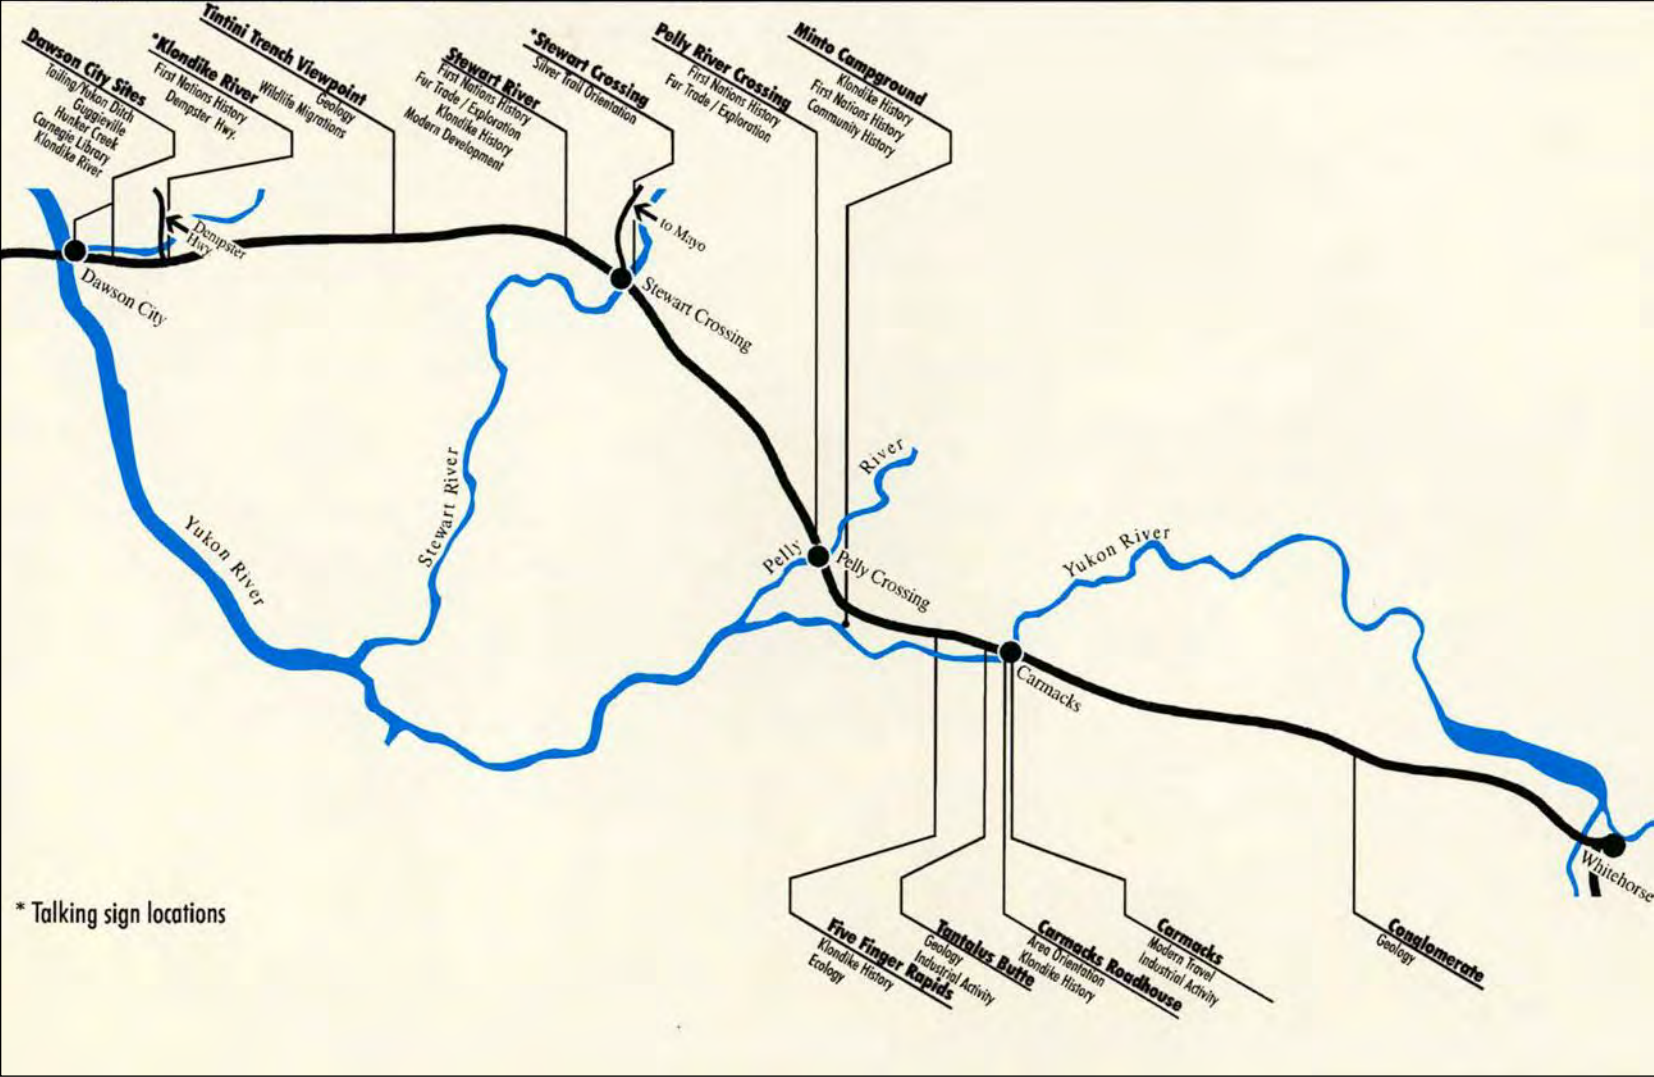 Dawson City Sites
Tailing/Yukon Ditch
Guggieville
Hunker Creek
Carnegie Library
Klondike River
*Klondike River
First Nations History
Dempster Hwy.
Tintini Trench Viewpoint
Geology
Wildlife Migrations
Stewart River
First Nations History
Fur Trade / Exploration
Klondike History
Modern Development
*Stewart Crossing
Silver Trail Orientation
Pelly River Crossing
First Nations History
Fur Trade / Exploration
Minto Campground
Klondike History
First Nations History
Community History
Dempster
Hwy.
to Mayo
Dawson City
Stewart Crossing
Stewart River
Yukon River
Pelly
River
Pelly Crossing
Yukon River
Carmacks
Whitehorse
* Talking sign locations
Five Finger Rapids
Klondike History
Ecology
Tantalus Butte
Geology
Industrial Activity
Carmacks Roadhouse
Area Orientation
Klondike History
Carmacks
Modern Travel
Industrial Activity
Conglomerate
Geology